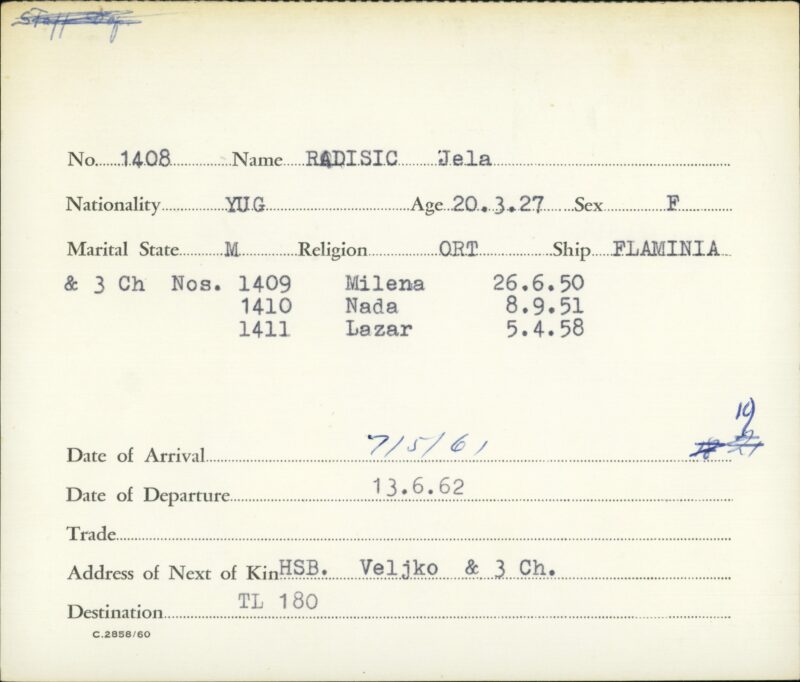 Staff Dep.
No. 1408 Name RADISIC Jela
Nationality YUG Age 20.3.27 Sex F
Marital State M Religion ORT Ship FLAMINIA
& 3 Ch Nos. 1409 Milena 26.6.50
1410 Nada 8.9.51
1411 Lazar 5.4.58
19
Date of Arrival 7/5/61
Date of Departure 13.6.62
Trade
Address of Next of Kin HSB. Veljko & 3 Ch.
Destination TL 180
C.2858/60